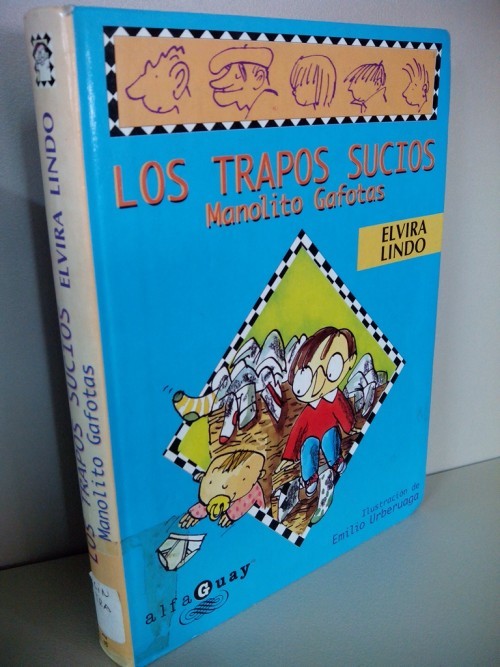 LOS TRAPOS SUCIOS
Manolito Gafotas
ELVIRA
LINDO
Ilustración de
Emilio Urberuaga
alfaGuay
LOS TRAPOS SUCIOS ELVIRA LINDO
Manolito Gafotas